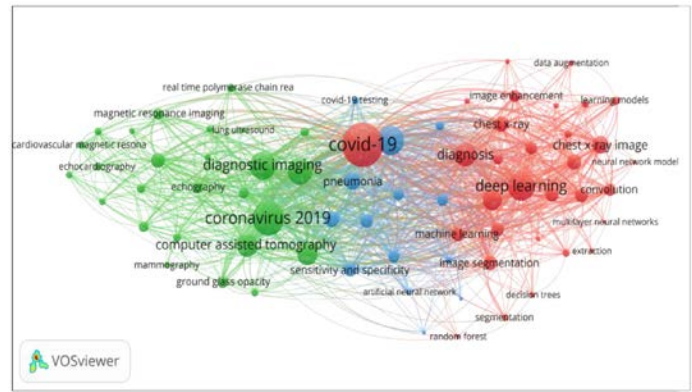 data augmentation
real time polymerase chain rea
image enhancement
learning models
covid-19 testing
magnetic resonance imaging
chest x-ray
lung ultrasound
cardiovascular magnetic resona
covid-19
chest x-ray image
diagnosis
echocardiography
diagnostic imaging
neural network model
pneumonia
echography
deep learning
convolution
coronavirus 2019
multilayer neural networks
machine learning
computer assisted tomography
extraction
mammography
sensitivity and specificity
image segmentation
ground glass opacity
artificial neural network
decision trees
segmentation
random forest
VOSviewer